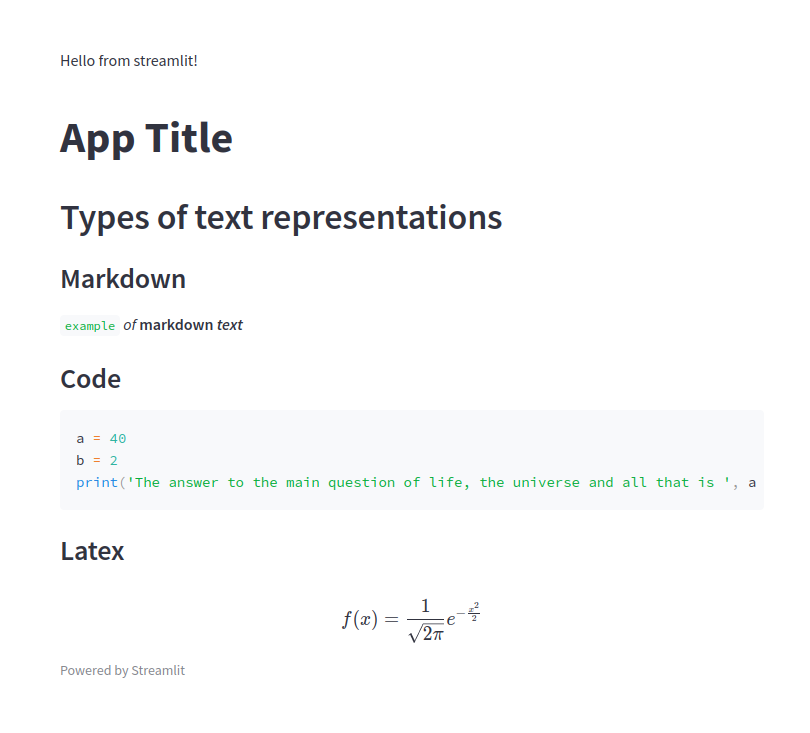 Hello from streamlit!
App Title
Types of text representations
Markdown
example of markdown text
Code
a = 40
b = 2
print('The answer to the main question of life, the universe and all that is ', a
Latex
f(x) = \frac{1}{\sqrt{2\pi}} e^{-\frac{x^2}{2}}
Powered by Streamlit